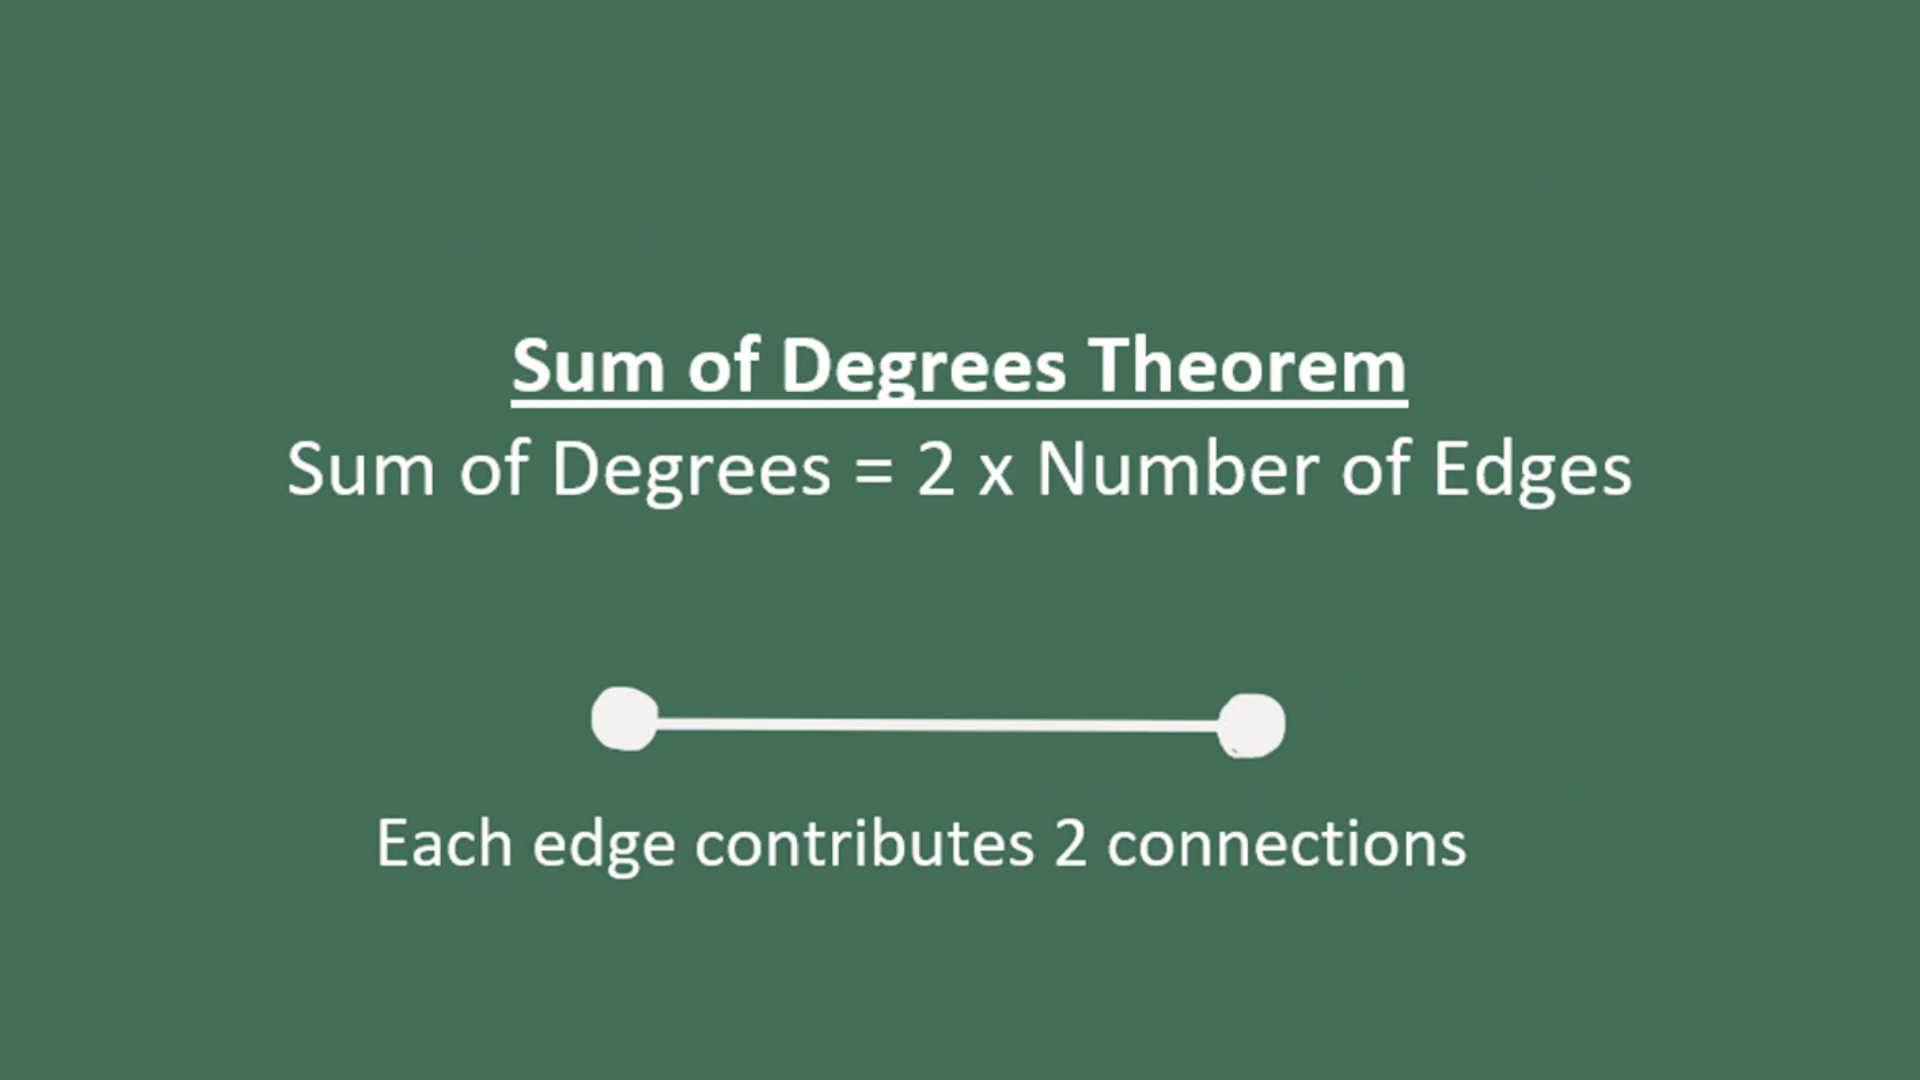 Sum of Degrees Theorem
Sum of Degrees = 2 x Number of Edges
Each edge contributes 2 connections